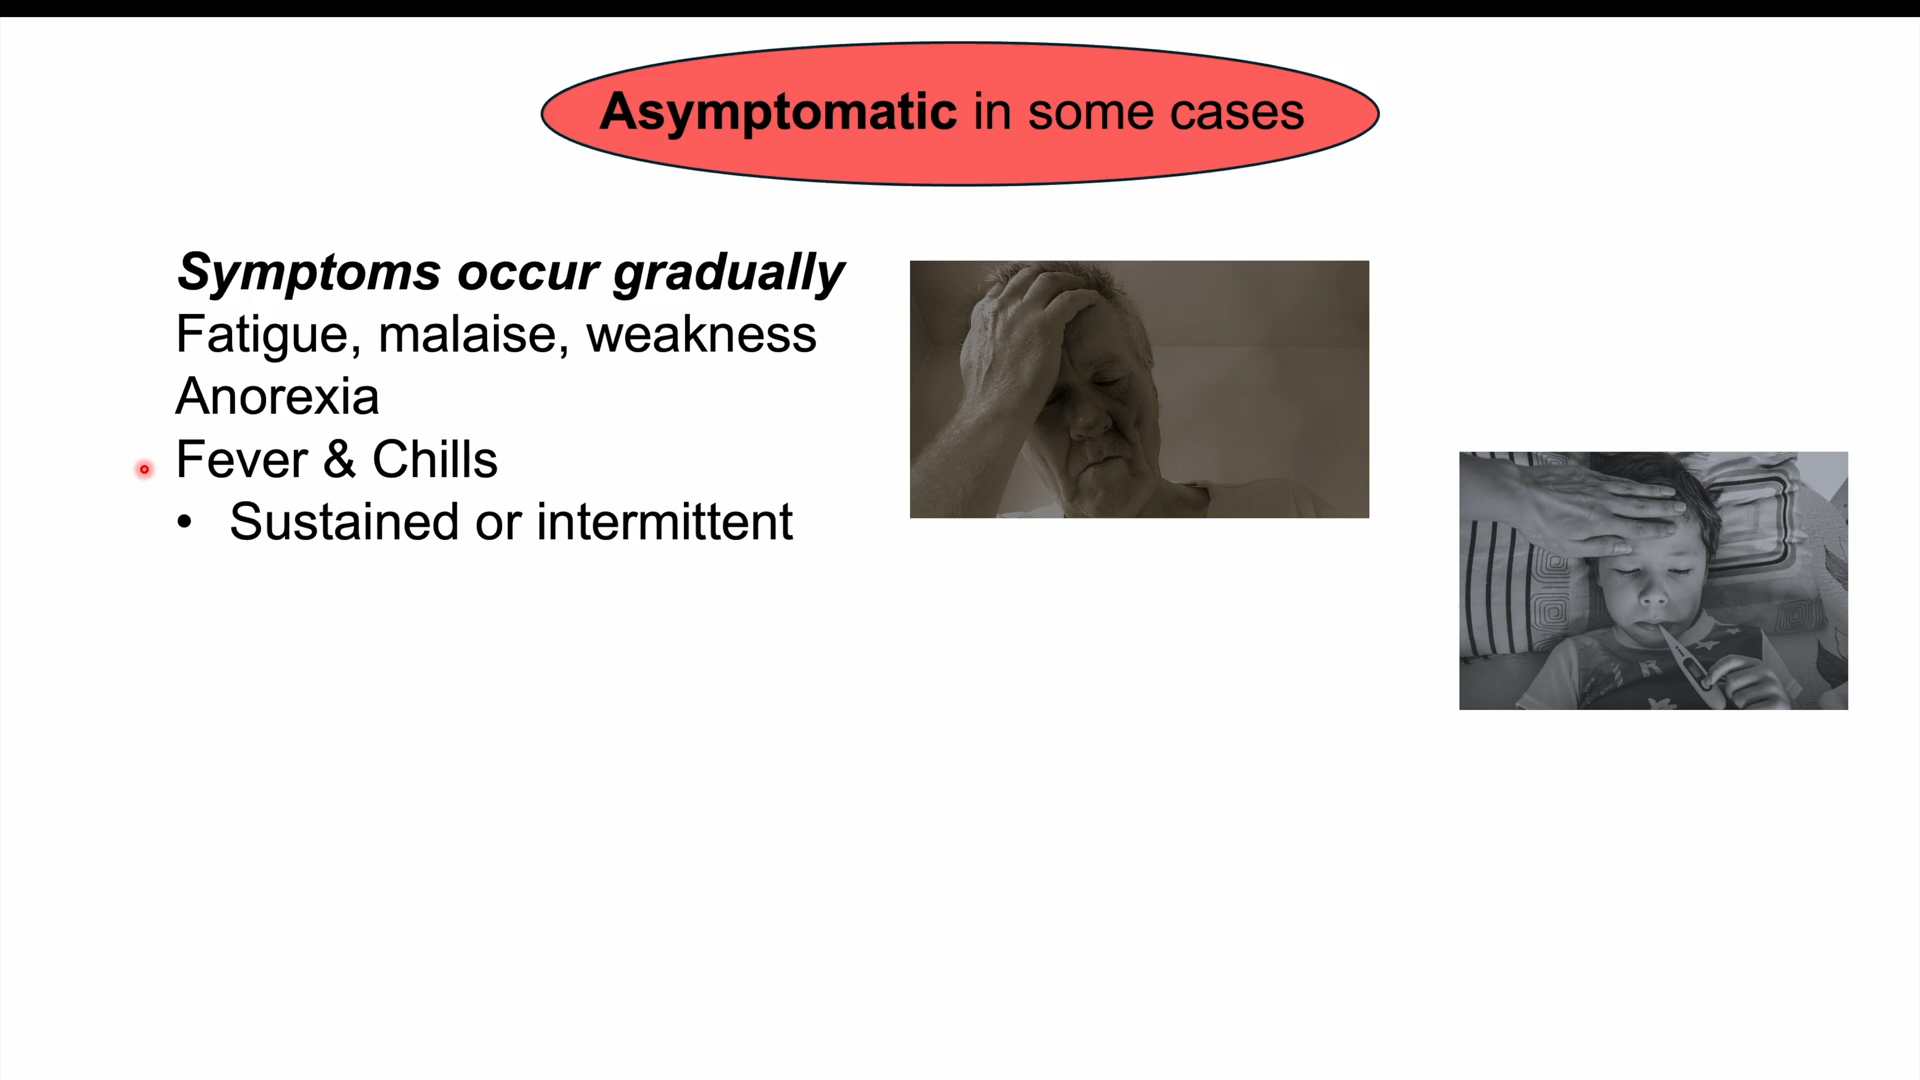 Asymptomatic in some cases
Symptoms occur gradually
Fatigue, malaise, weakness
Anorexia
Fever & Chills
• Sustained or intermittent